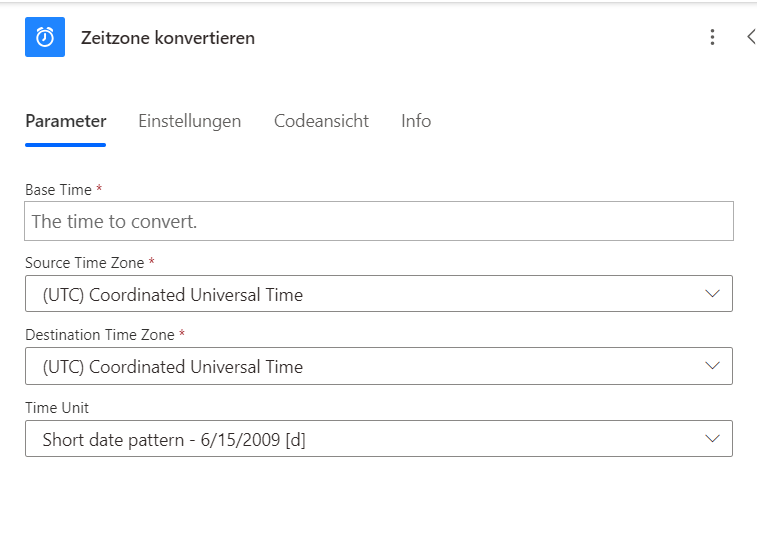 Zeitzone konvertieren
Parameter Einstellungen Codeansicht Info
Base Time *
The time to convert.
Source Time Zone *
(UTC) Coordinated Universal Time
Destination Time Zone *
(UTC) Coordinated Universal Time
Time Unit
Short date pattern - 6/15/2009 [d]